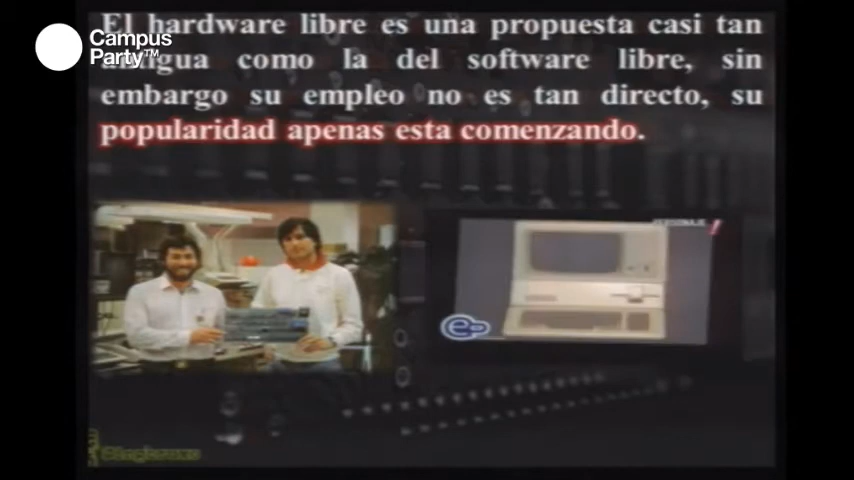 El hardware libre es una propuesta casi tan
Campus
Party™
antigua como la del software libre, sin
embargo su empleo no es tan directo, su
popularidad apenas esta comenzando.